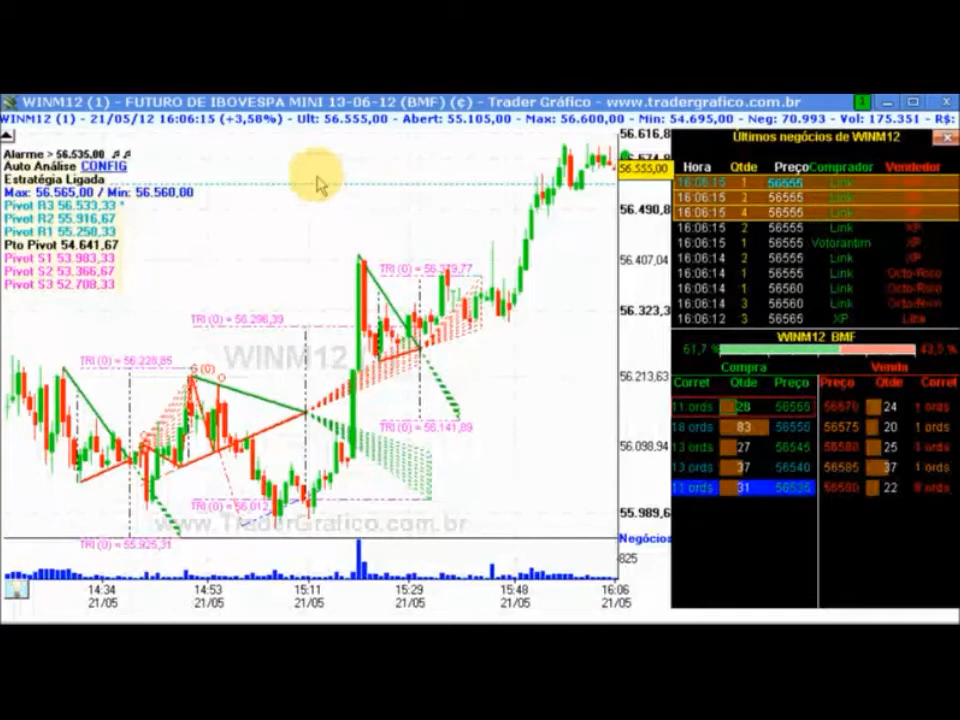 WINM12 (1) - FUTURO DE IBOVESPA MINI 13-06-12 (BMF) (¢) - Trader Gráfico - www.tradergrafico.com.br
WINM12 (1) - 21/05/12 16:06:15 (+3,58%) - Ult: 56.555,00 - Abert: 55.105,00 - Max: 56.600,00 - Min: 54.695,00 - Neg: 70.993 - Vol: 175.351 - R$:
Alarme > 56.535,00
Auto Análise CONFIG
Estratégia Ligada
Max: 56.565,00 / Min: 56.560,00
Pivot R3 56.533,33 *
Pivot R2 55.916,67
Pivot R1 55.258,33
Pto Pivot 54.641,67
Pivot S1 53.983,33
Pivot S2 53.366,67
Pivot S3 52.708,33
56.616,8
56.555,00
56.490,8
56.407,04
56.323,3
56.213,63
56.098,94
55.989,6
TRI (0) = 56.379,77
TRI (0) = 56.296,39
WINM12
TRI (0) = 56.228,85
(0)
TRI (0) = 56.141,89
TRI (0) = 56.012
www.TraderGrafico.com.br
TRI (0) = 55.925,31
Negócios
825
14:34 14:53 15:11 15:29 15:48 16:06
21/05 21/05 21/05 21/05 21/05 21/05
Últimos negócios de WINM12
Hora Qtde Preço Comprador Vendedor
16:06:15 1 56555 Link
16:06:15 2 56555 Link
16:06:15 4 56555 Link
16:06:15 2 56555 Link XP
16:06:15 1 56555 Votorantim XP
16:06:14 2 56560 Link XP
16:06:14 1 56555 Link
16:06:14 1 56560 Link
16:06:14 3 56560 Link
16:06:12 3 56565 XP Link
WINM12 BMF
61,7 %
Compra Venda
Corret Qtde Preço Preço Qtde Corret
11 ords 28 24 1 ords
18 ords 83 56550 56575 20 1 ords
13 ords 27 56545 56580 25 1 ords
13 ords 37 56540 56585 37 1 ords
11 ords 31 56535 22